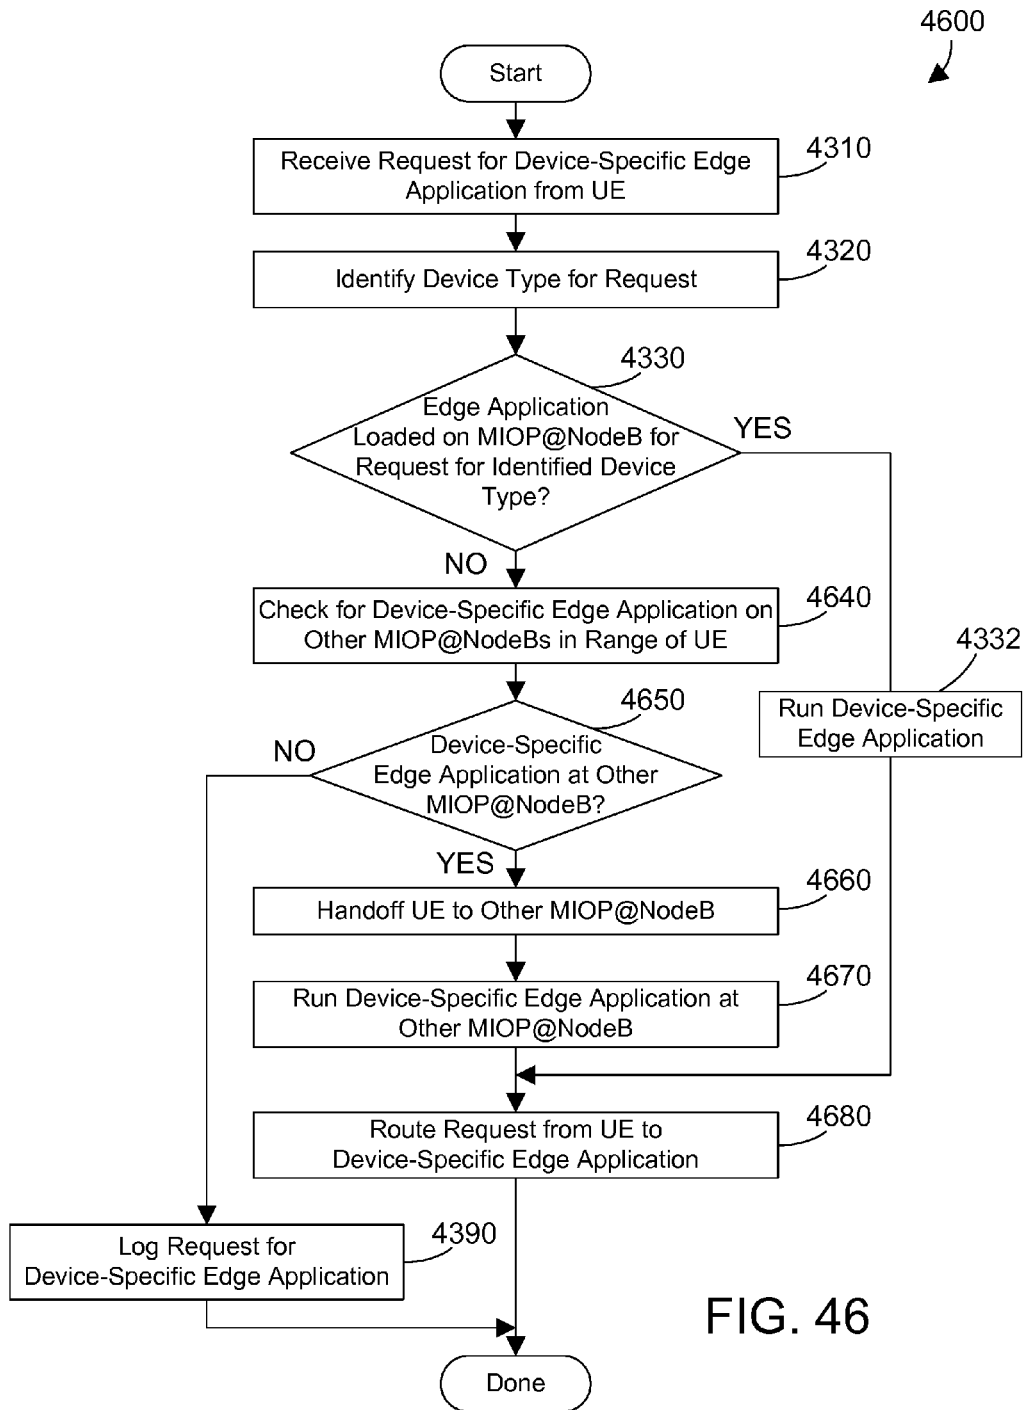 4600
Start
Receive Request for Device-Specific Edge
Application from UE
4310
Identify Device Type for Request
4320
4330
Edge Application
Loaded on MIOP@NodeB for
Request for Identified Device
Type?
YES
NO
Check for Device-Specific Edge Application on
Other MIOP@NodeBs in Range of UE
4640
4332
Run Device-Specific
Edge Application
4650
Device-Specific
Edge Application at Other
MIOP@NodeB?
NO
YES
Handoff UE to Other MIOP@NodeB
4660
Run Device-Specific Edge Application at
Other MIOP@NodeB
4670
Route Request from UE to
Device-Specific Edge Application
4680
Log Request for
Device-Specific Edge Application
4390
FIG. 46
Done